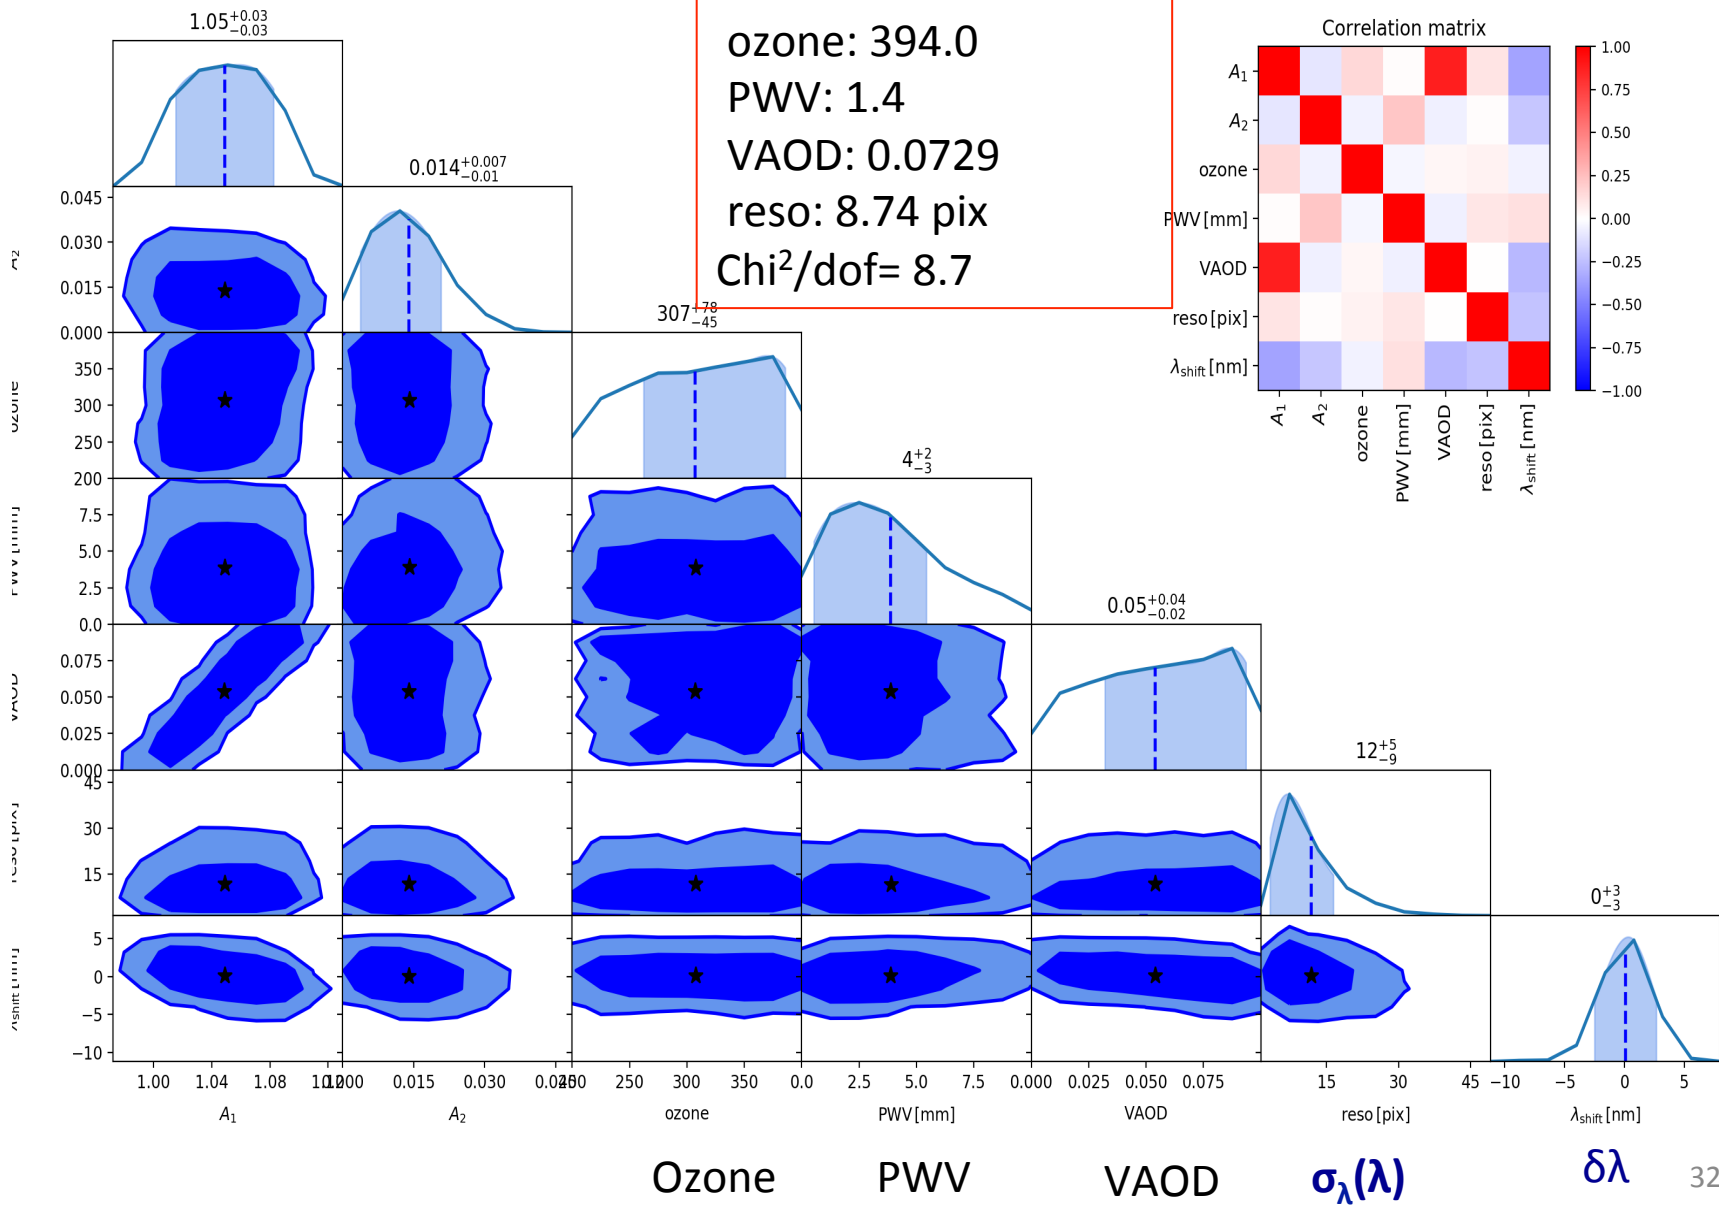 ozone: 394.0
PWV: 1.4
VAOD: 0.0729
reso: 8.74 pix
Chi²/dof= 8.7
Correlation matrix
A₁
A₂
ozone
PWV [mm]
VAOD
reso [pix]
λshift [nm]
A₁ A₂ ozone PWV [mm] VAOD reso [pix] λshift [nm]
1.00
0.75
0.50
0.25
0.00
−0.25
−0.50
−0.75
−1.00
1.05 +0.03 −0.03
0.014 +0.007 −0.01
307 +78 −45
4 +2 −3
0.05 +0.04 −0.02
12 +5 −9
0 +3 −3
A₂
0.045
0.030
0.015
0.000
ozone
350
300
250
200
PWV [mm]
7.5
5.0
2.5
0.0
VAOD
0.075
0.050
0.025
0.000
reso [pix]
45
30
15
λshift [nm]
5
0
−5
−10
1.00 1.04 1.08 0.015 0.030 250 300 350 0.0 2.5 5.0 7.5 0.000 0.025 0.050 0.075 15 30 45 −10 −5 0 5
A₁ A₂ ozone PWV [mm] VAOD reso [pix] λshift [nm]
Ozone PWV VAOD σλ(λ) δλ
32